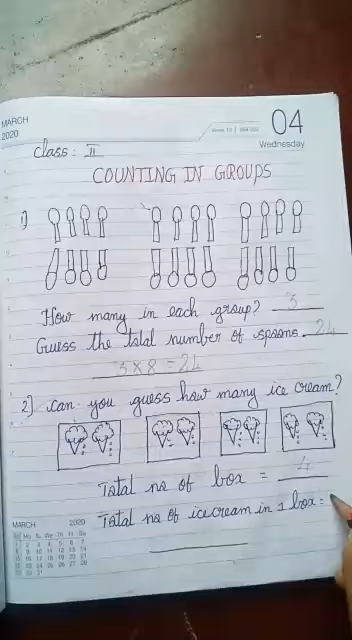 MARCH
2020
04
Wednesday
Class: II
COUNTING IN GROUPS
1)
How many in each group? 3
Guess the total number of spoons. 24
3 x 8 = 24
2) Can you guess how many ice cream?
Total no of box = 4
Total no of icecream in 1 box =
MARCH 2020